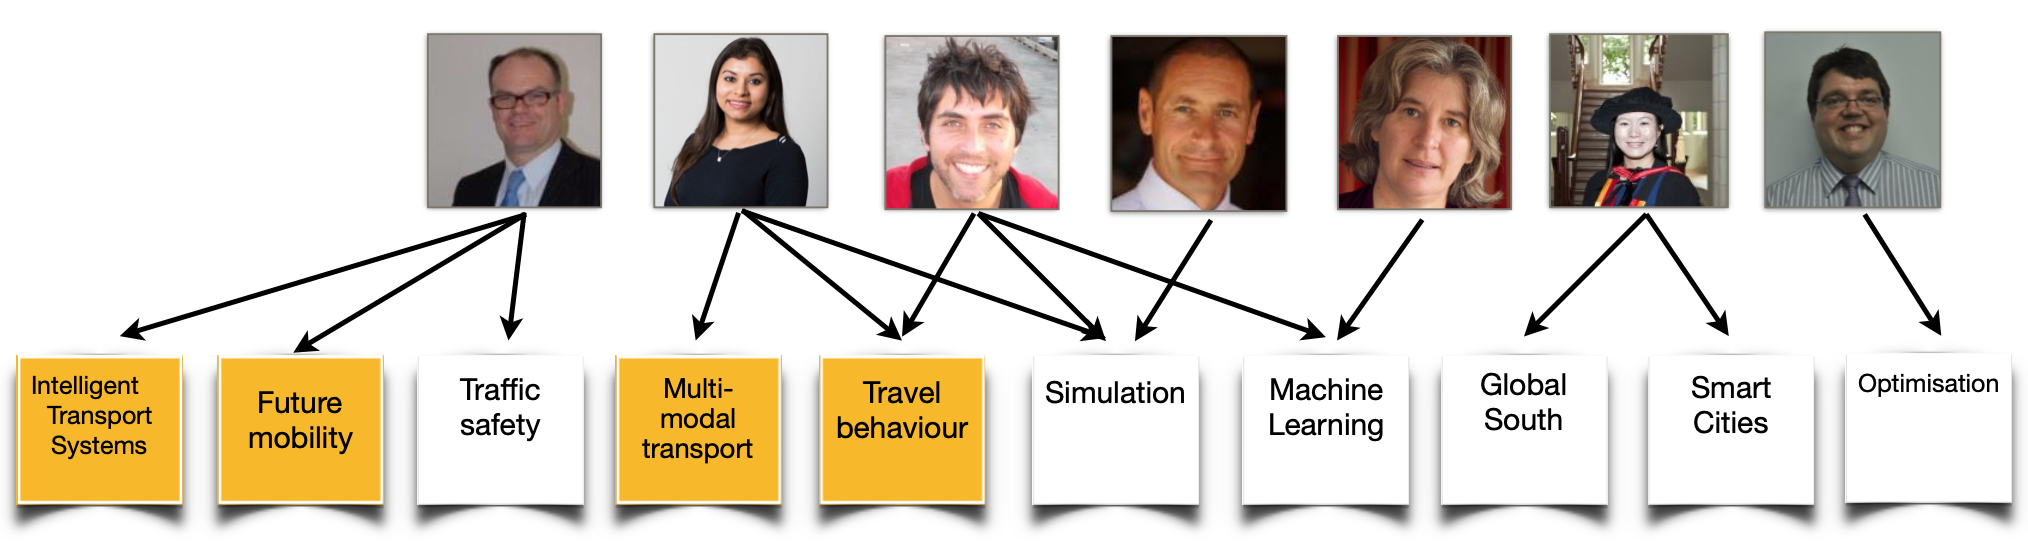 Intelligent
Transport
Systems
Future
mobility
Traffic
safety
Multi-
modal
transport
Travel
behaviour
Simulation
Machine
Learning
Global
South
Smart
Cities
Optimisation